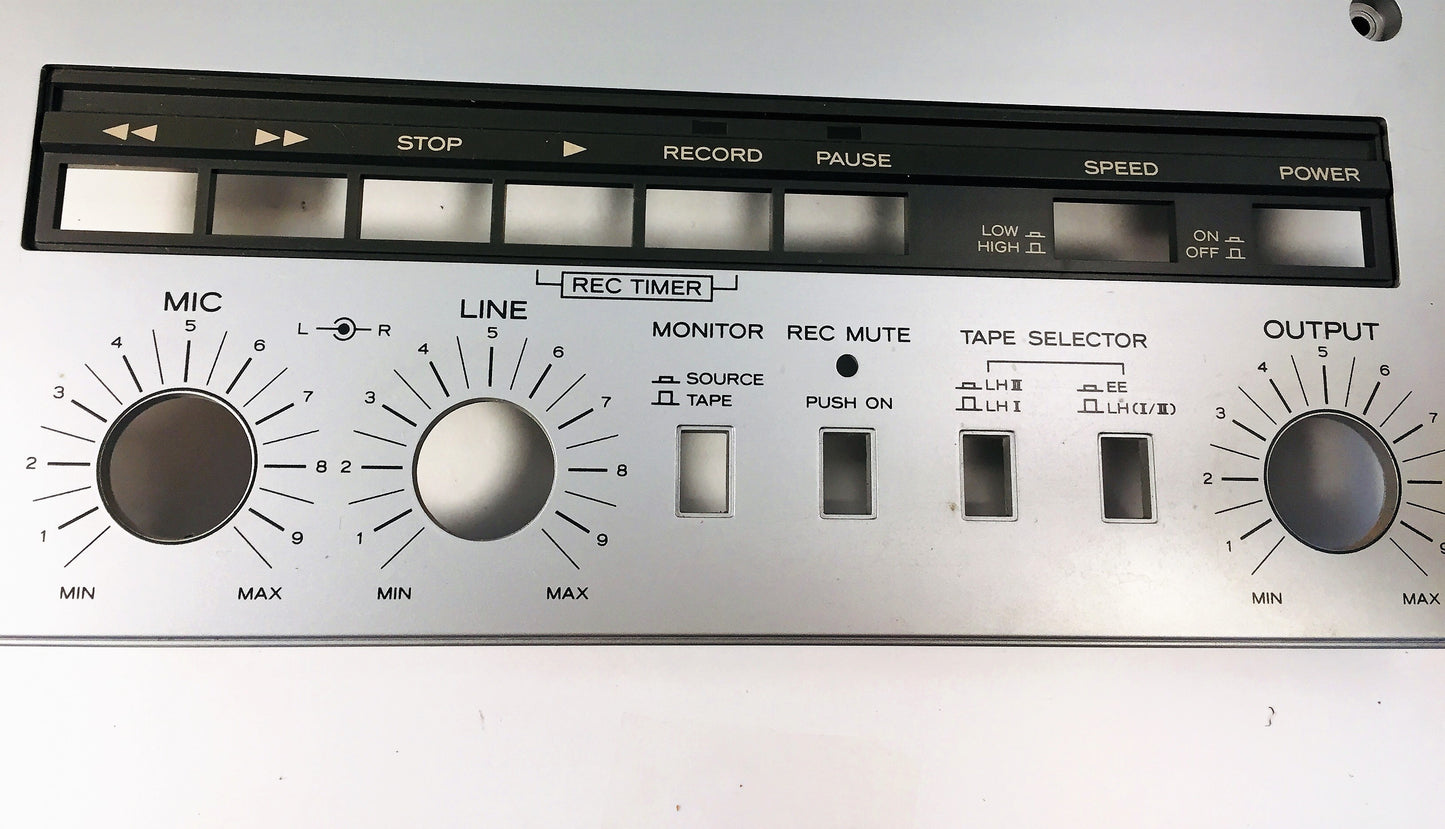 ◀◀ ▶▶ STOP ▶ RECORD PAUSE SPEED POWER
LOW
HIGH
ON
OFF
REC TIMER
MIC
L R
LINE
MONITOR
SOURCE
TAPE
REC MUTE
PUSH ON
TAPE SELECTOR
LH II
LH I
EE
LH(I/II)
OUTPUT
1 2 3 4 5 6 7 8 9
MIN MAX
1 2 3 4 5 6 7 8 9
MIN MAX
1 2 3 4 5 6 7 9
MIN MAX